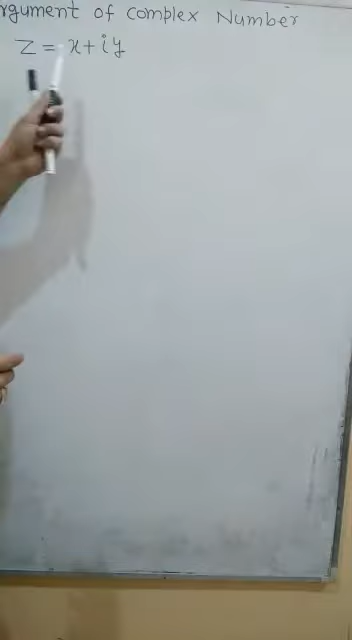 rgument of complex Number
z = x + iy